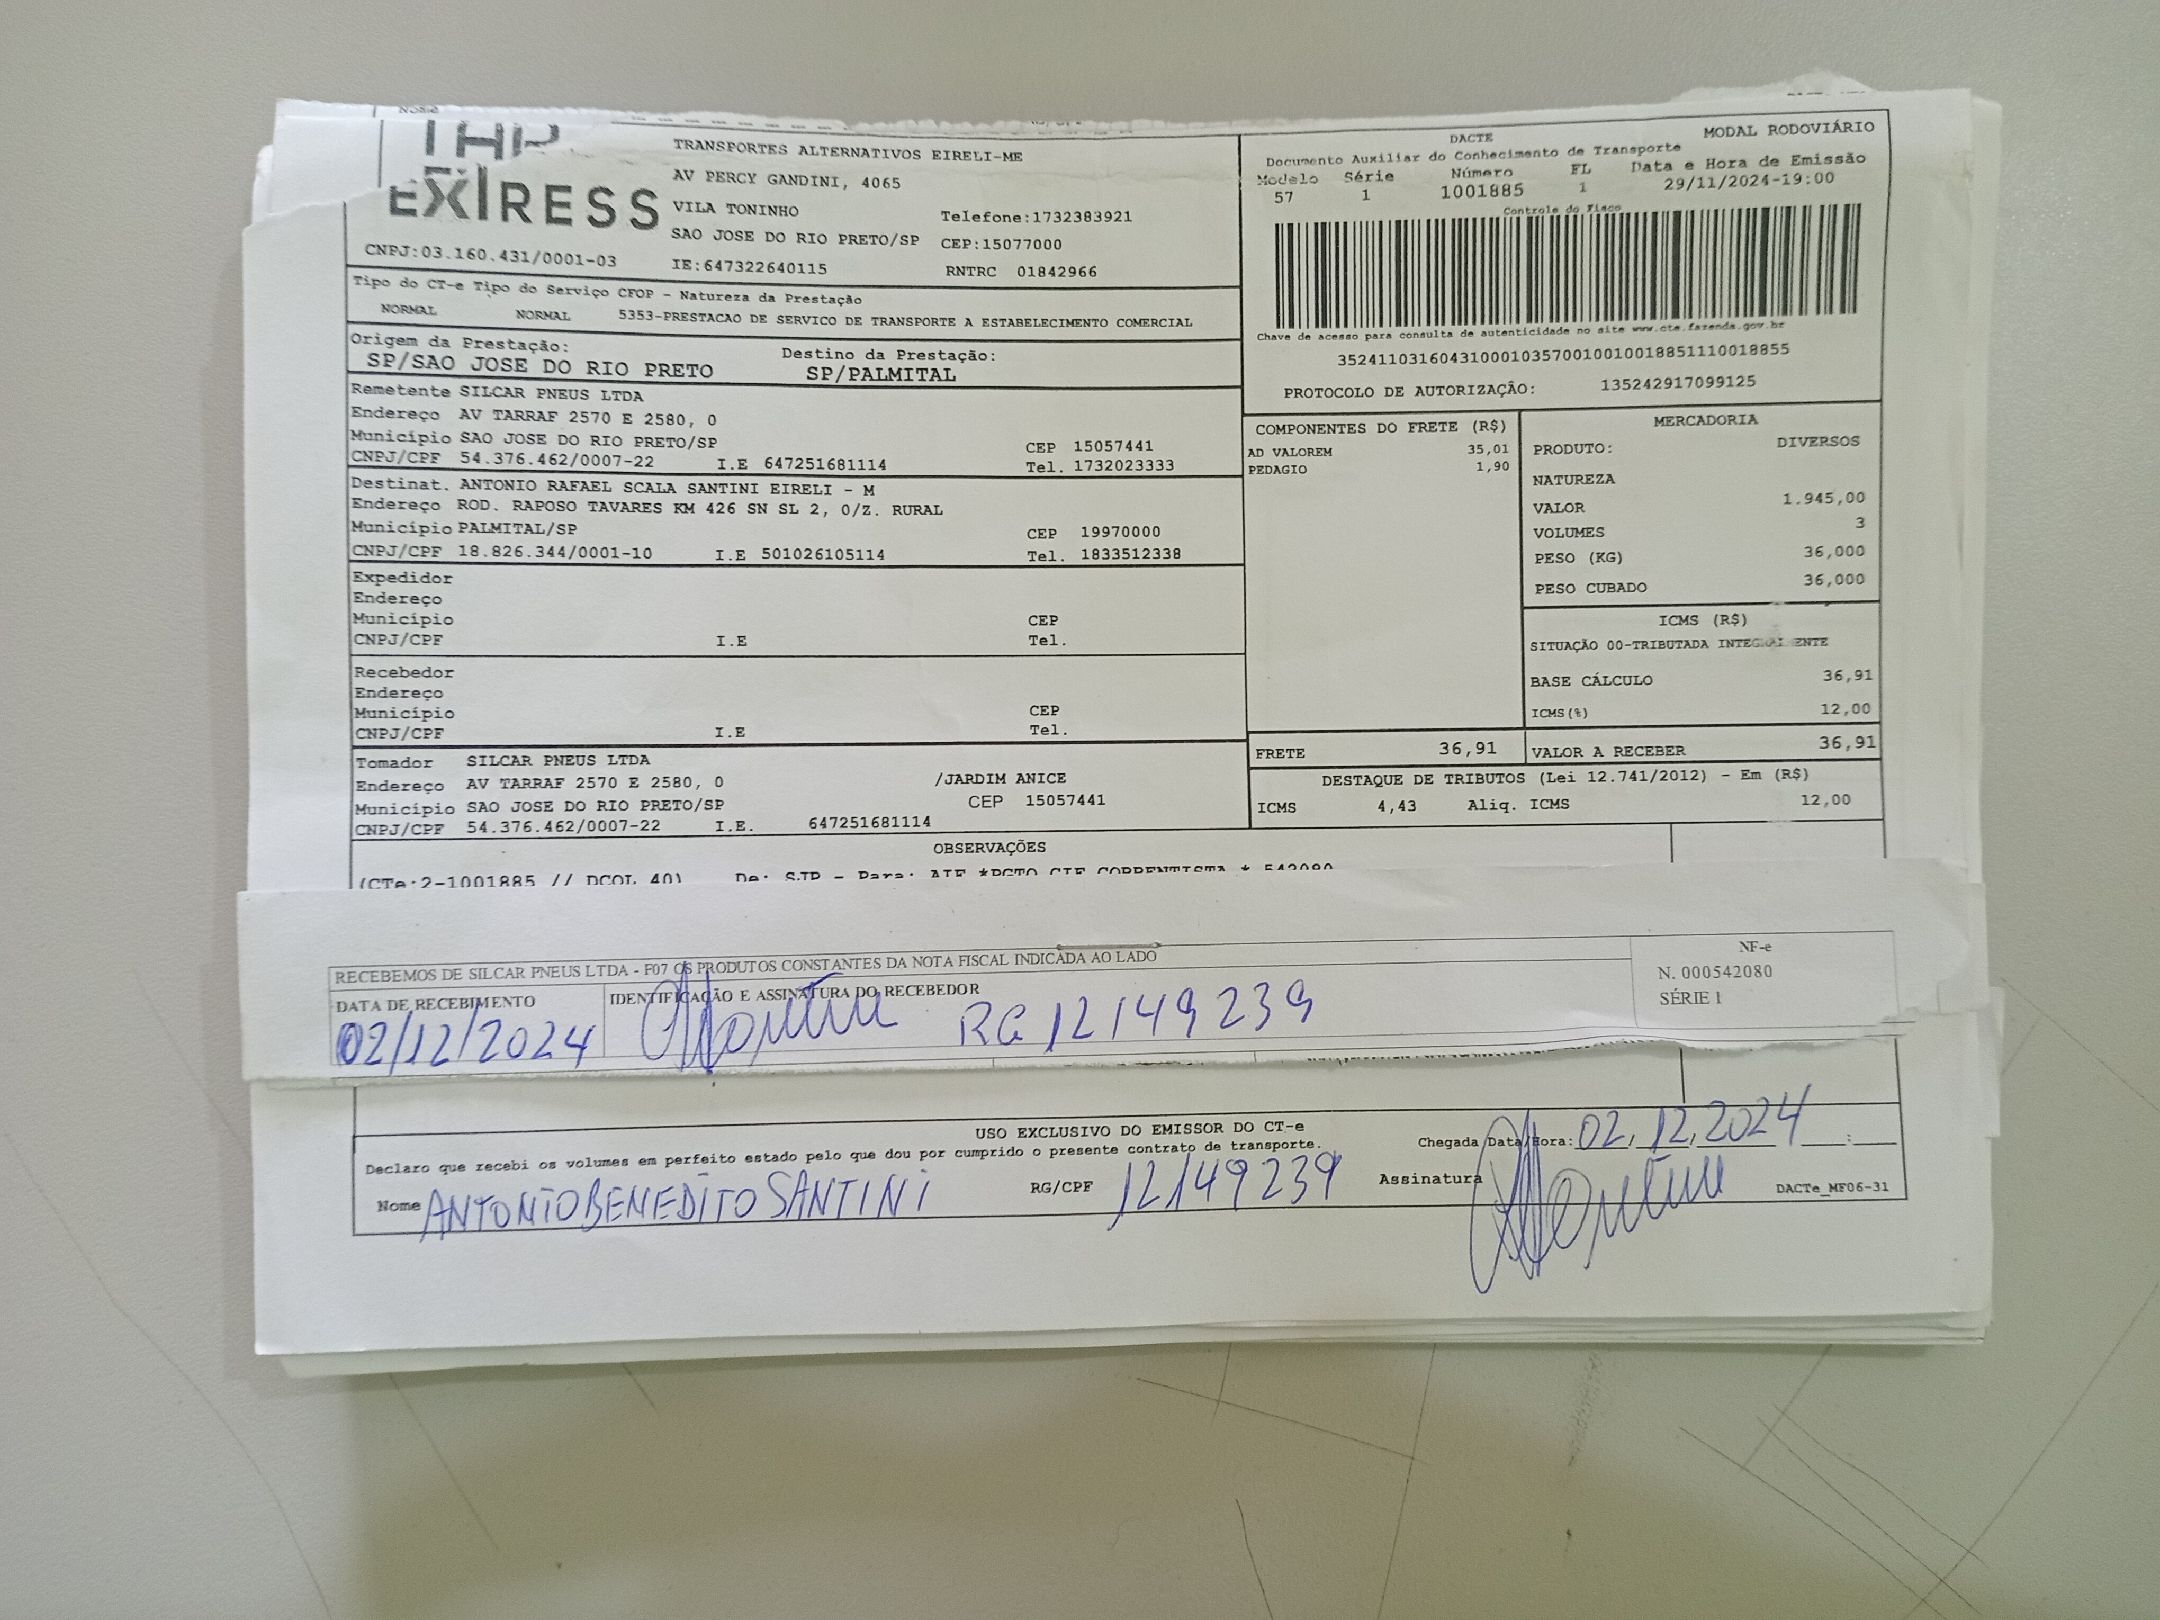 EXPRESS
CNPJ:03.160.431/0001-03
TRANSPORTES ALTERNATIVOS EIRELI-ME
AV PERCY GANDINI, 4065
VILA TONINHO
Telefone:1732383921
SAO JOSE DO RIO PRETO/SP CEP:15077000
IE:647322640115 RNTRC 01842966
DACTE MODAL RODOVIÁRIO
Documento Auxiliar do Conhecimento de Transporte
Modelo Série Número FL Data e Hora de Emissão
57 1 1001885 1 29/11/2024-19:00
Controle do Fisco
Chave de acesso para consulta de autenticidade no site www.cte.fazenda.gov.br
35241103160431000103570010010018851110018855
PROTOCOLO DE AUTORIZAÇÃO: 135242917099125
Tipo do CT-e Tipo do Serviço CFOP - Natureza da Prestação
NORMAL NORMAL 5353-PRESTACAO DE SERVICO DE TRANSPORTE A ESTABELECIMENTO COMERCIAL
Origem da Prestação: Destino da Prestação:
SP/SAO JOSE DO RIO PRETO SP/PALMITAL
Remetente SILCAR PNEUS LTDA
Endereço AV TARRAF 2570 E 2580, 0
Município SAO JOSE DO RIO PRETO/SP CEP 15057441
CNPJ/CPF 54.376.462/0007-22 I.E 647251681114 Tel. 1732023333
Destinat. ANTONIO RAFAEL SCALA SANTINI EIRELI - M
Endereço ROD. RAPOSO TAVARES KM 426 SN SL 2, 0/Z. RURAL
Município PALMITAL/SP CEP 19970000
CNPJ/CPF 18.826.344/0001-10 I.E 501026105114 Tel. 1833512338
Expedidor
Endereço
Município CEP
CNPJ/CPF I.E Tel.
Recebedor
Endereço
Município CEP
CNPJ/CPF I.E Tel.
Tomador SILCAR PNEUS LTDA
Endereço AV TARRAF 2570 E 2580, 0 /JARDIM ANICE
Município SAO JOSE DO RIO PRETO/SP CEP 15057441
CNPJ/CPF 54.376.462/0007-22 I.E. 647251681114
COMPONENTES DO FRETE (R$)
AD VALOREM 35,01
PEDAGIO 1,90
FRETE 36,91
MERCADORIA
PRODUTO: DIVERSOS
NATUREZA
VALOR 1.945,00
VOLUMES 3
PESO (KG) 36,000
PESO CUBADO 36,000
ICMS (R$)
SITUAÇÃO 00-TRIBUTADA INTEGRALMENTE
BASE CÁLCULO 36,91
ICMS(%) 12,00
VALOR A RECEBER 36,91
DESTAQUE DE TRIBUTOS (Lei 12.741/2012) - Em (R$)
ICMS 4,43 Aliq. ICMS 12,00
OBSERVAÇÕES
(CTe:2-1001885 // DCOL 40) De: SJP - Para: AIF *PGTO CIF CORRENTISTA * 542080
RECEBEMOS DE SILCAR PNEUS LTDA - F07 OS PRODUTOS CONSTANTES DA NOTA FISCAL INDICADA AO LADO
DATA DE RECEBIMENTO IDENTIFICAÇÃO E ASSINATURA DO RECEBEDOR
02/12/2024 RG 12149239
NF-e
N. 000542080
SÉRIE 1
USO EXCLUSIVO DO EMISSOR DO CT-e
Declaro que recebi os volumes em perfeito estado pelo que dou por cumprido o presente contrato de transporte.
Chegada Data/Hora: 02/12/2024 :
Nome ANTONIO BENEDITO SANTINI RG/CPF 12149239 Assinatura
DACTe_MF06-31